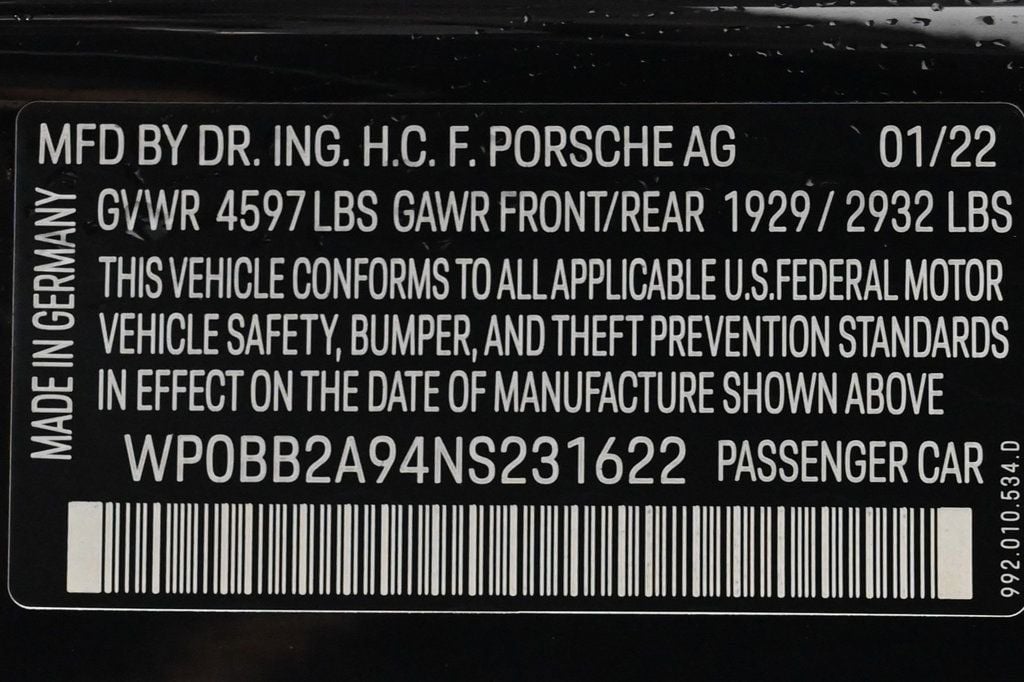 MFD BY DR. ING. H.C. F. PORSCHE AG 01/22
GVWR 4597 LBS GAWR FRONT/REAR 1929 / 2932 LBS
THIS VEHICLE CONFORMS TO ALL APPLICABLE U.S.FEDERAL MOTOR
VEHICLE SAFETY, BUMPER, AND THEFT PREVENTION STANDARDS
IN EFFECT ON THE DATE OF MANUFACTURE SHOWN ABOVE
WP0BB2A94NS231622 PASSENGER CAR
MADE IN GERMANY
992.010.534.D